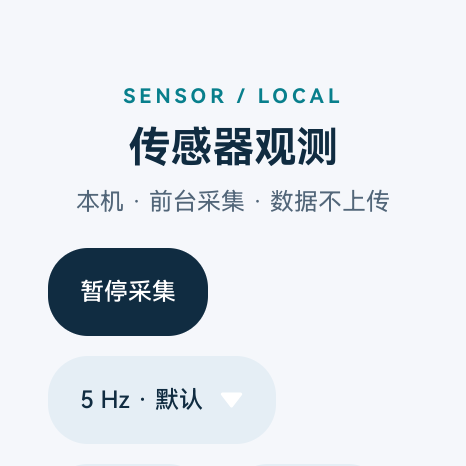 SENSOR / LOCAL
传感器观测
本机 · 前台采集 · 数据不上传
暂停采集
5 Hz · 默认